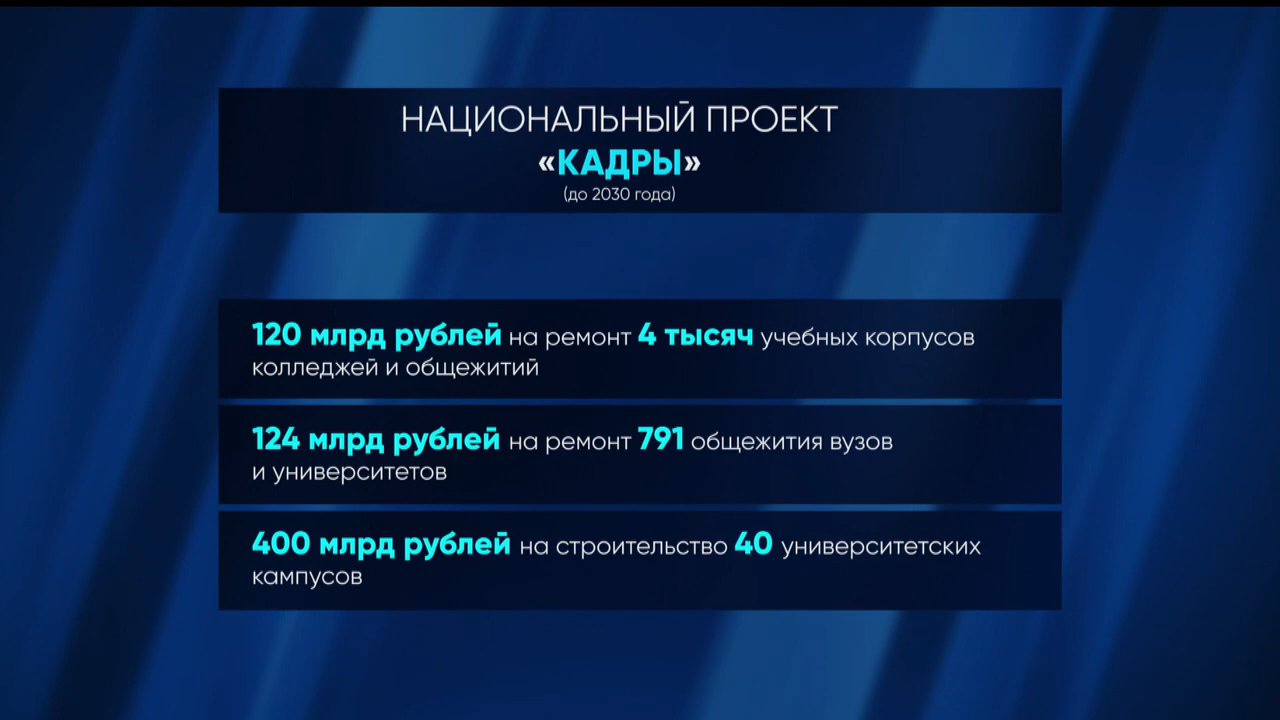 НАЦИОНАЛЬНЫЙ ПРОЕКТ
«КАДРЫ»
(до 2030 года)
120 млрд рублей на ремонт 4 тысяч учебных корпусов
колледжей и общежитий
124 млрд рублей на ремонт 791 общежития вузов
и университетов
400 млрд рублей на строительство 40 университетских
кампусов